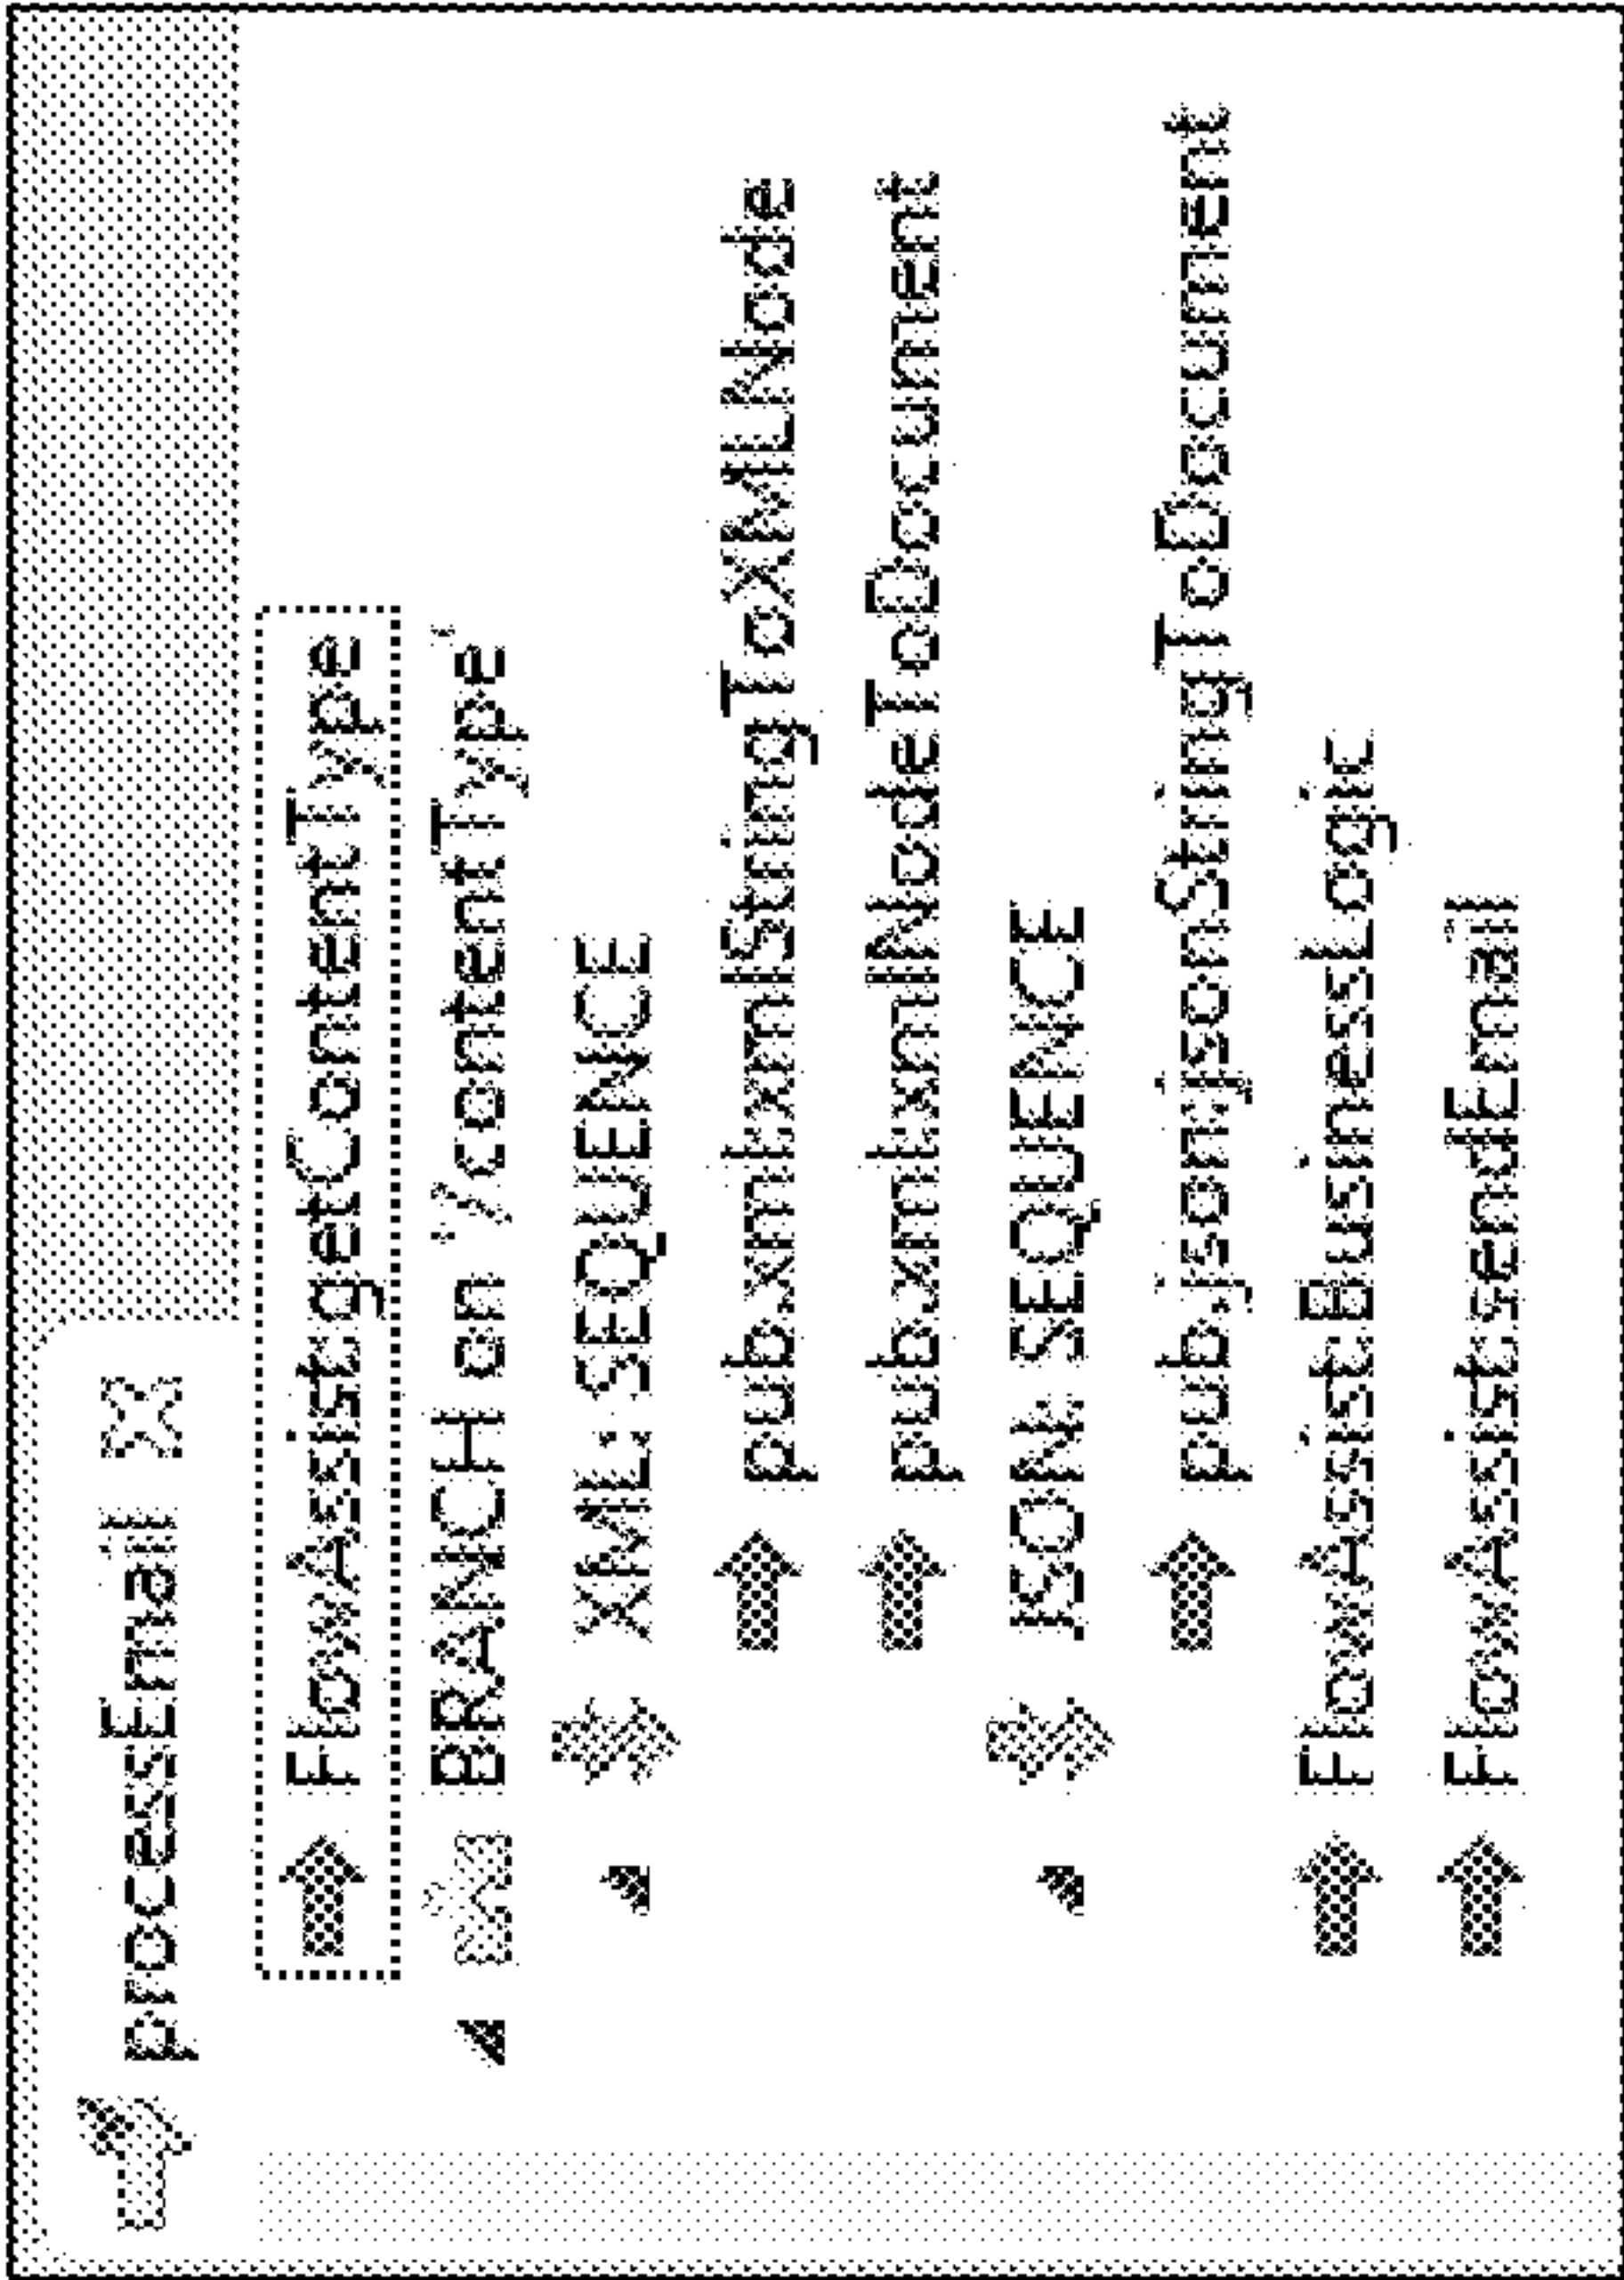 processEmail
FlowAssist:getContentType
BRANCH on '/contentType'
XML: SEQUENCE
pub.xml:xmlStringToXMLNode
pub.xml:xmlNodeToDocument
JSON: SEQUENCE
pub.json:jsonStringToDocument
FlowAssist:BusinessLogic
FlowAssist:sendEmail